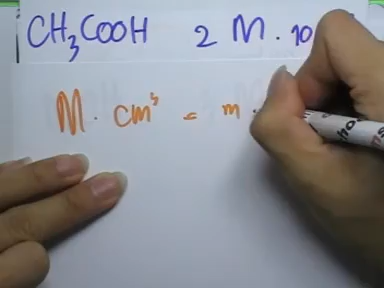 CH₃COOH 2 M . 10
M . cm³ = m .